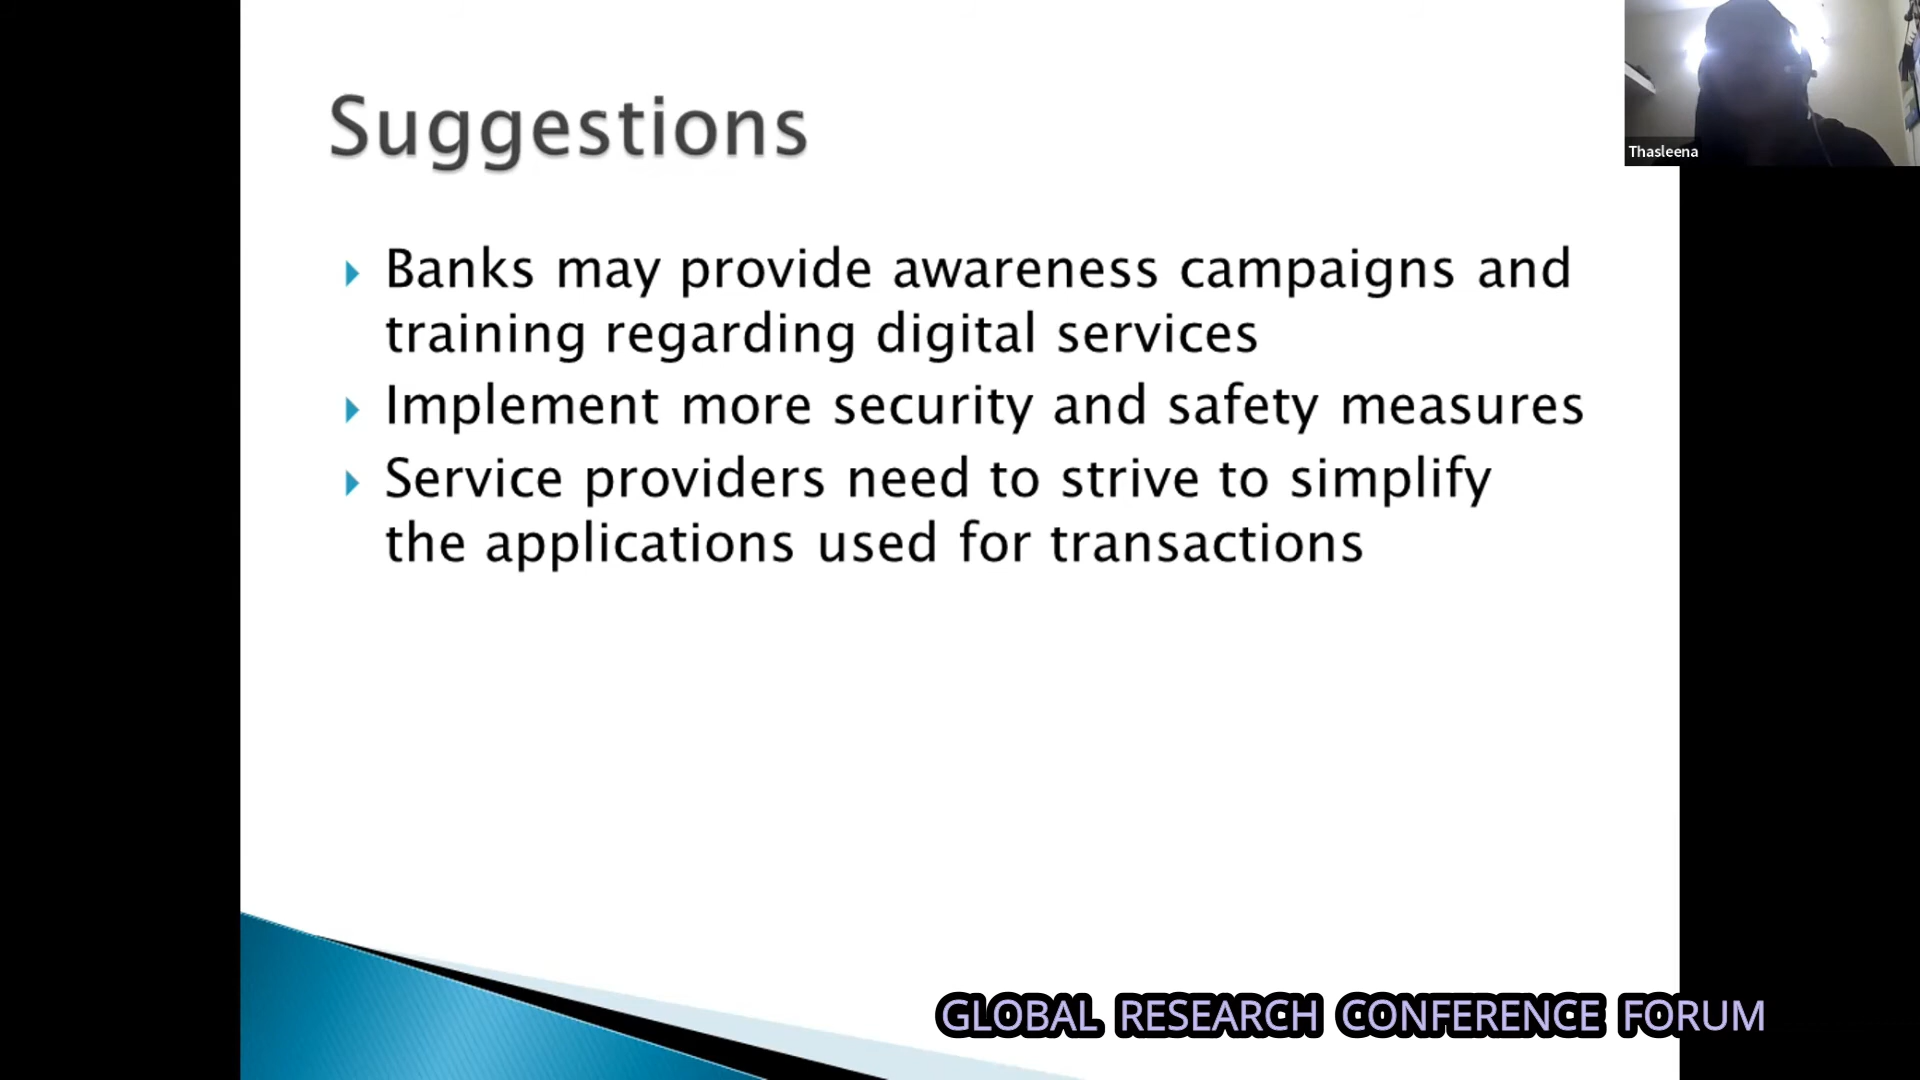 Suggestions
Thasleena
Banks may provide awareness campaigns and
training regarding digital services
Implement more security and safety measures
Service providers need to strive to simplify
the applications used for transactions
GLOBAL RESEARCH CONFERENCE FORUM